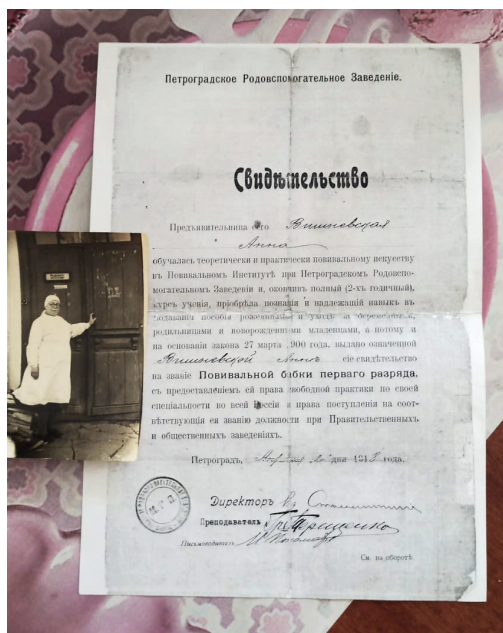 Петроградское Родовспомогательное Заведеніе.
Свидѣтельство
Предъявительница сего Вишневская
Анна
обучалась теоретически и практически повивальному искусству
въ Повивальномъ Институтѣ при Петроградскомъ Родовспо-
могательномъ Заведеніи и, окончивъ полный (2-хъ годичный)
курсъ ученія, пріобрѣла познанія и надлежащій навыкъ въ
подаваніи пособія роженицамъ и уходѣ за беременными,
родильницами и новорожденными младенцами, а потому и
на основаніи закона 27 марта 1900 года, выдано означенной
Вишневской Аннѣ сіе свидѣтельство
на званіе Повивальной бабки перваго разряда,
съ предоставленіемъ ей права свободной практики по своей
спеціальности во всей Россіи и права поступленія на соот-
вѣтствующія ея званію должности при Правительственныхъ
и общественныхъ заведеніяхъ.
Петроградъ, дня 191 года.
Директоръ
Преподаватель
Письмоводитель
См. на оборотѣ.